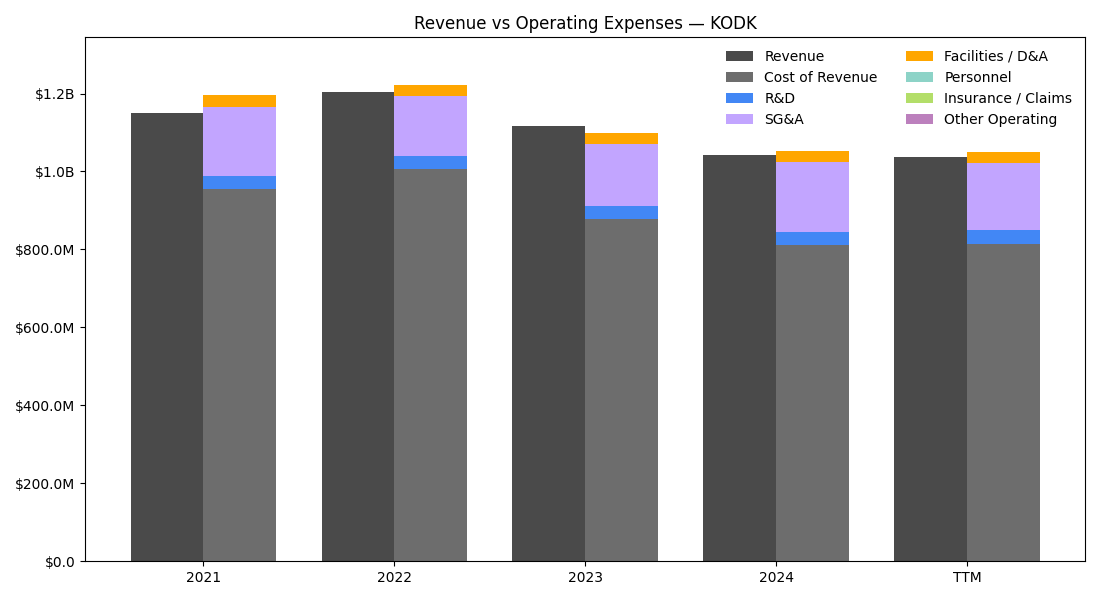 Revenue vs Operating Expenses — KODK
Revenue
Cost of Revenue
R&D
SG&A
Facilities / D&A
Personnel
Insurance / Claims
Other Operating
$1.2B
$1.0B
$800.0M
$600.0M
$400.0M
$200.0M
$0.0
2021 2022 2023 2024 TTM